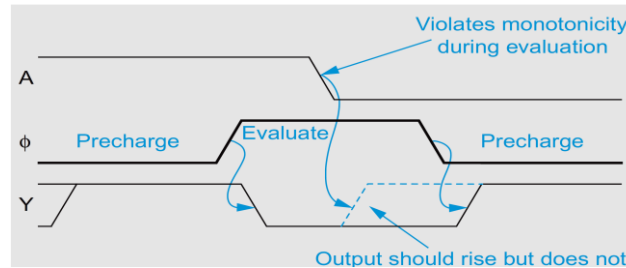 Violates monotonicity
during evaluation
A
ϕ
Precharge
Evaluate
Precharge
Y
Output should rise but does not